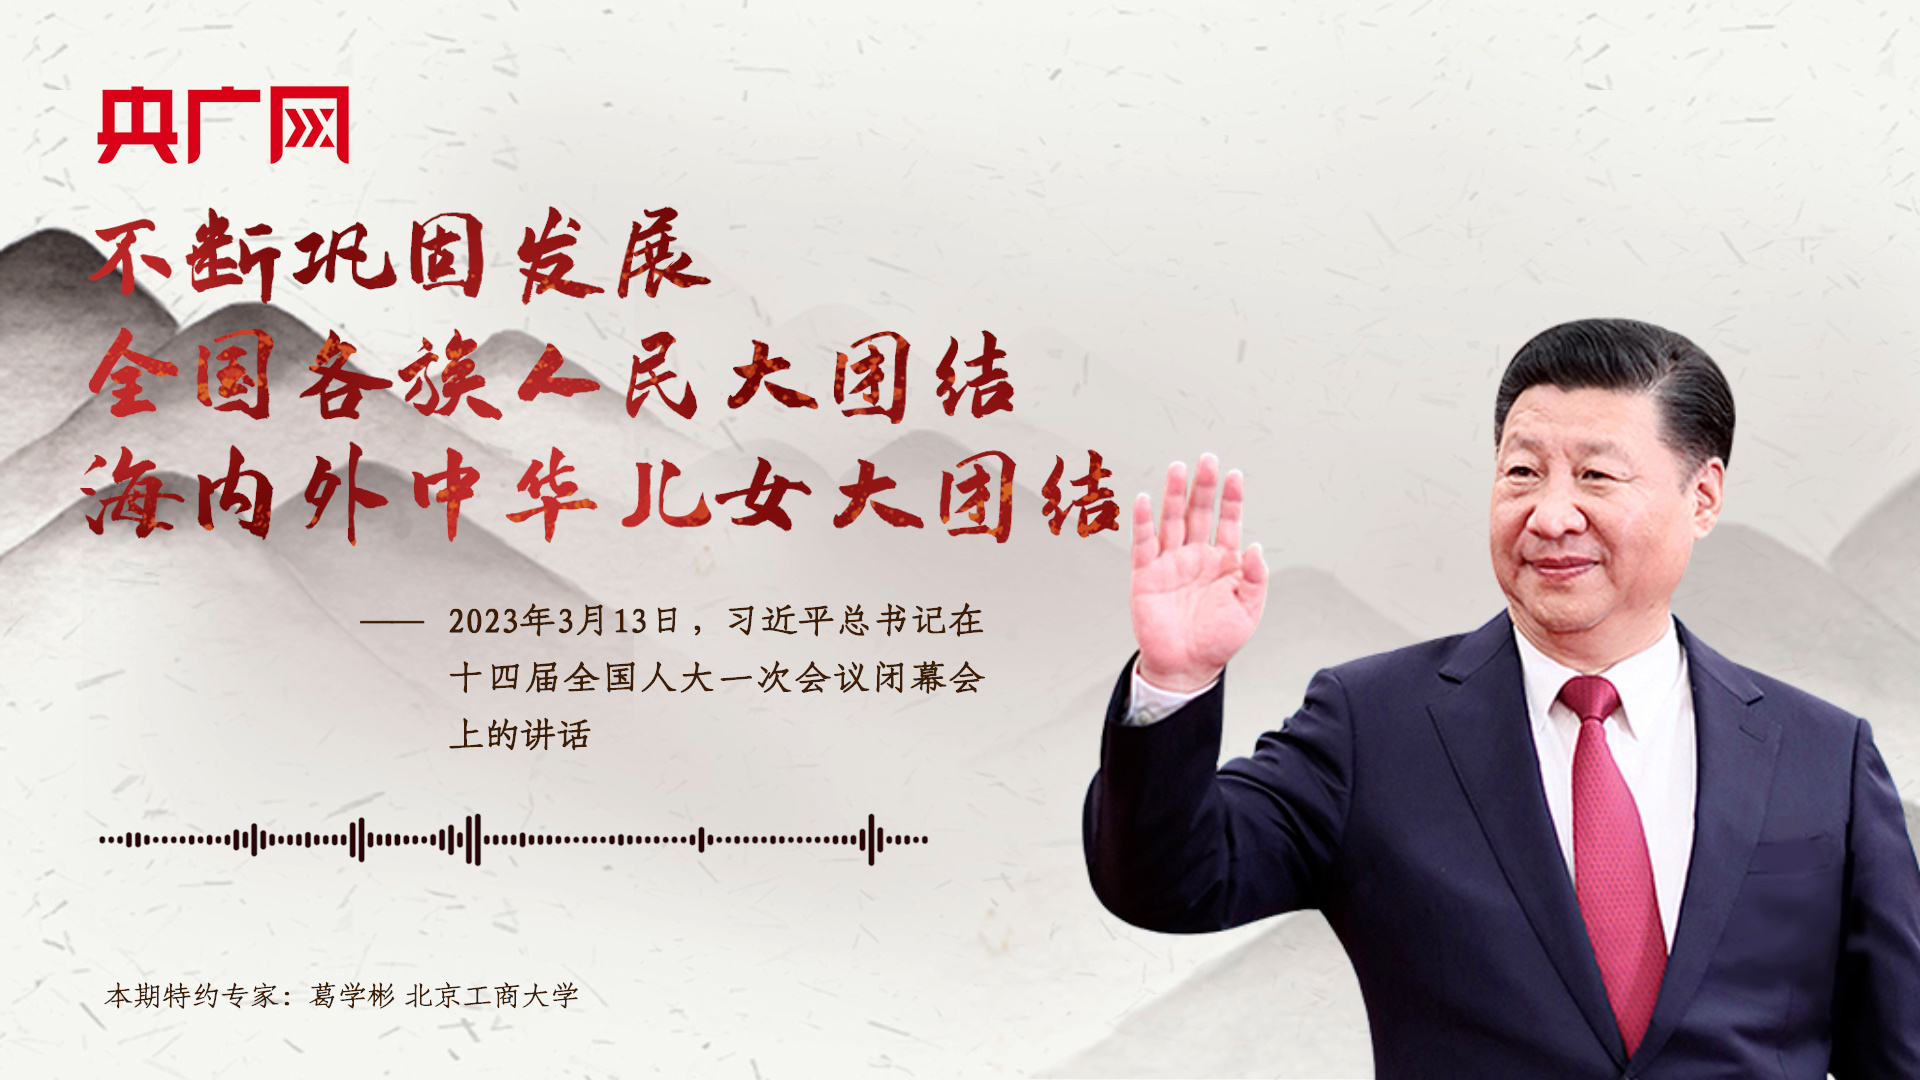 央广网
不断巩固发展
全国各族人民大团结
海内外中华儿女大团结
—— 2023年3月13日，习近平总书记在
十四届全国人大一次会议闭幕会
上的讲话
本期特约专家：葛学彬 北京工商大学